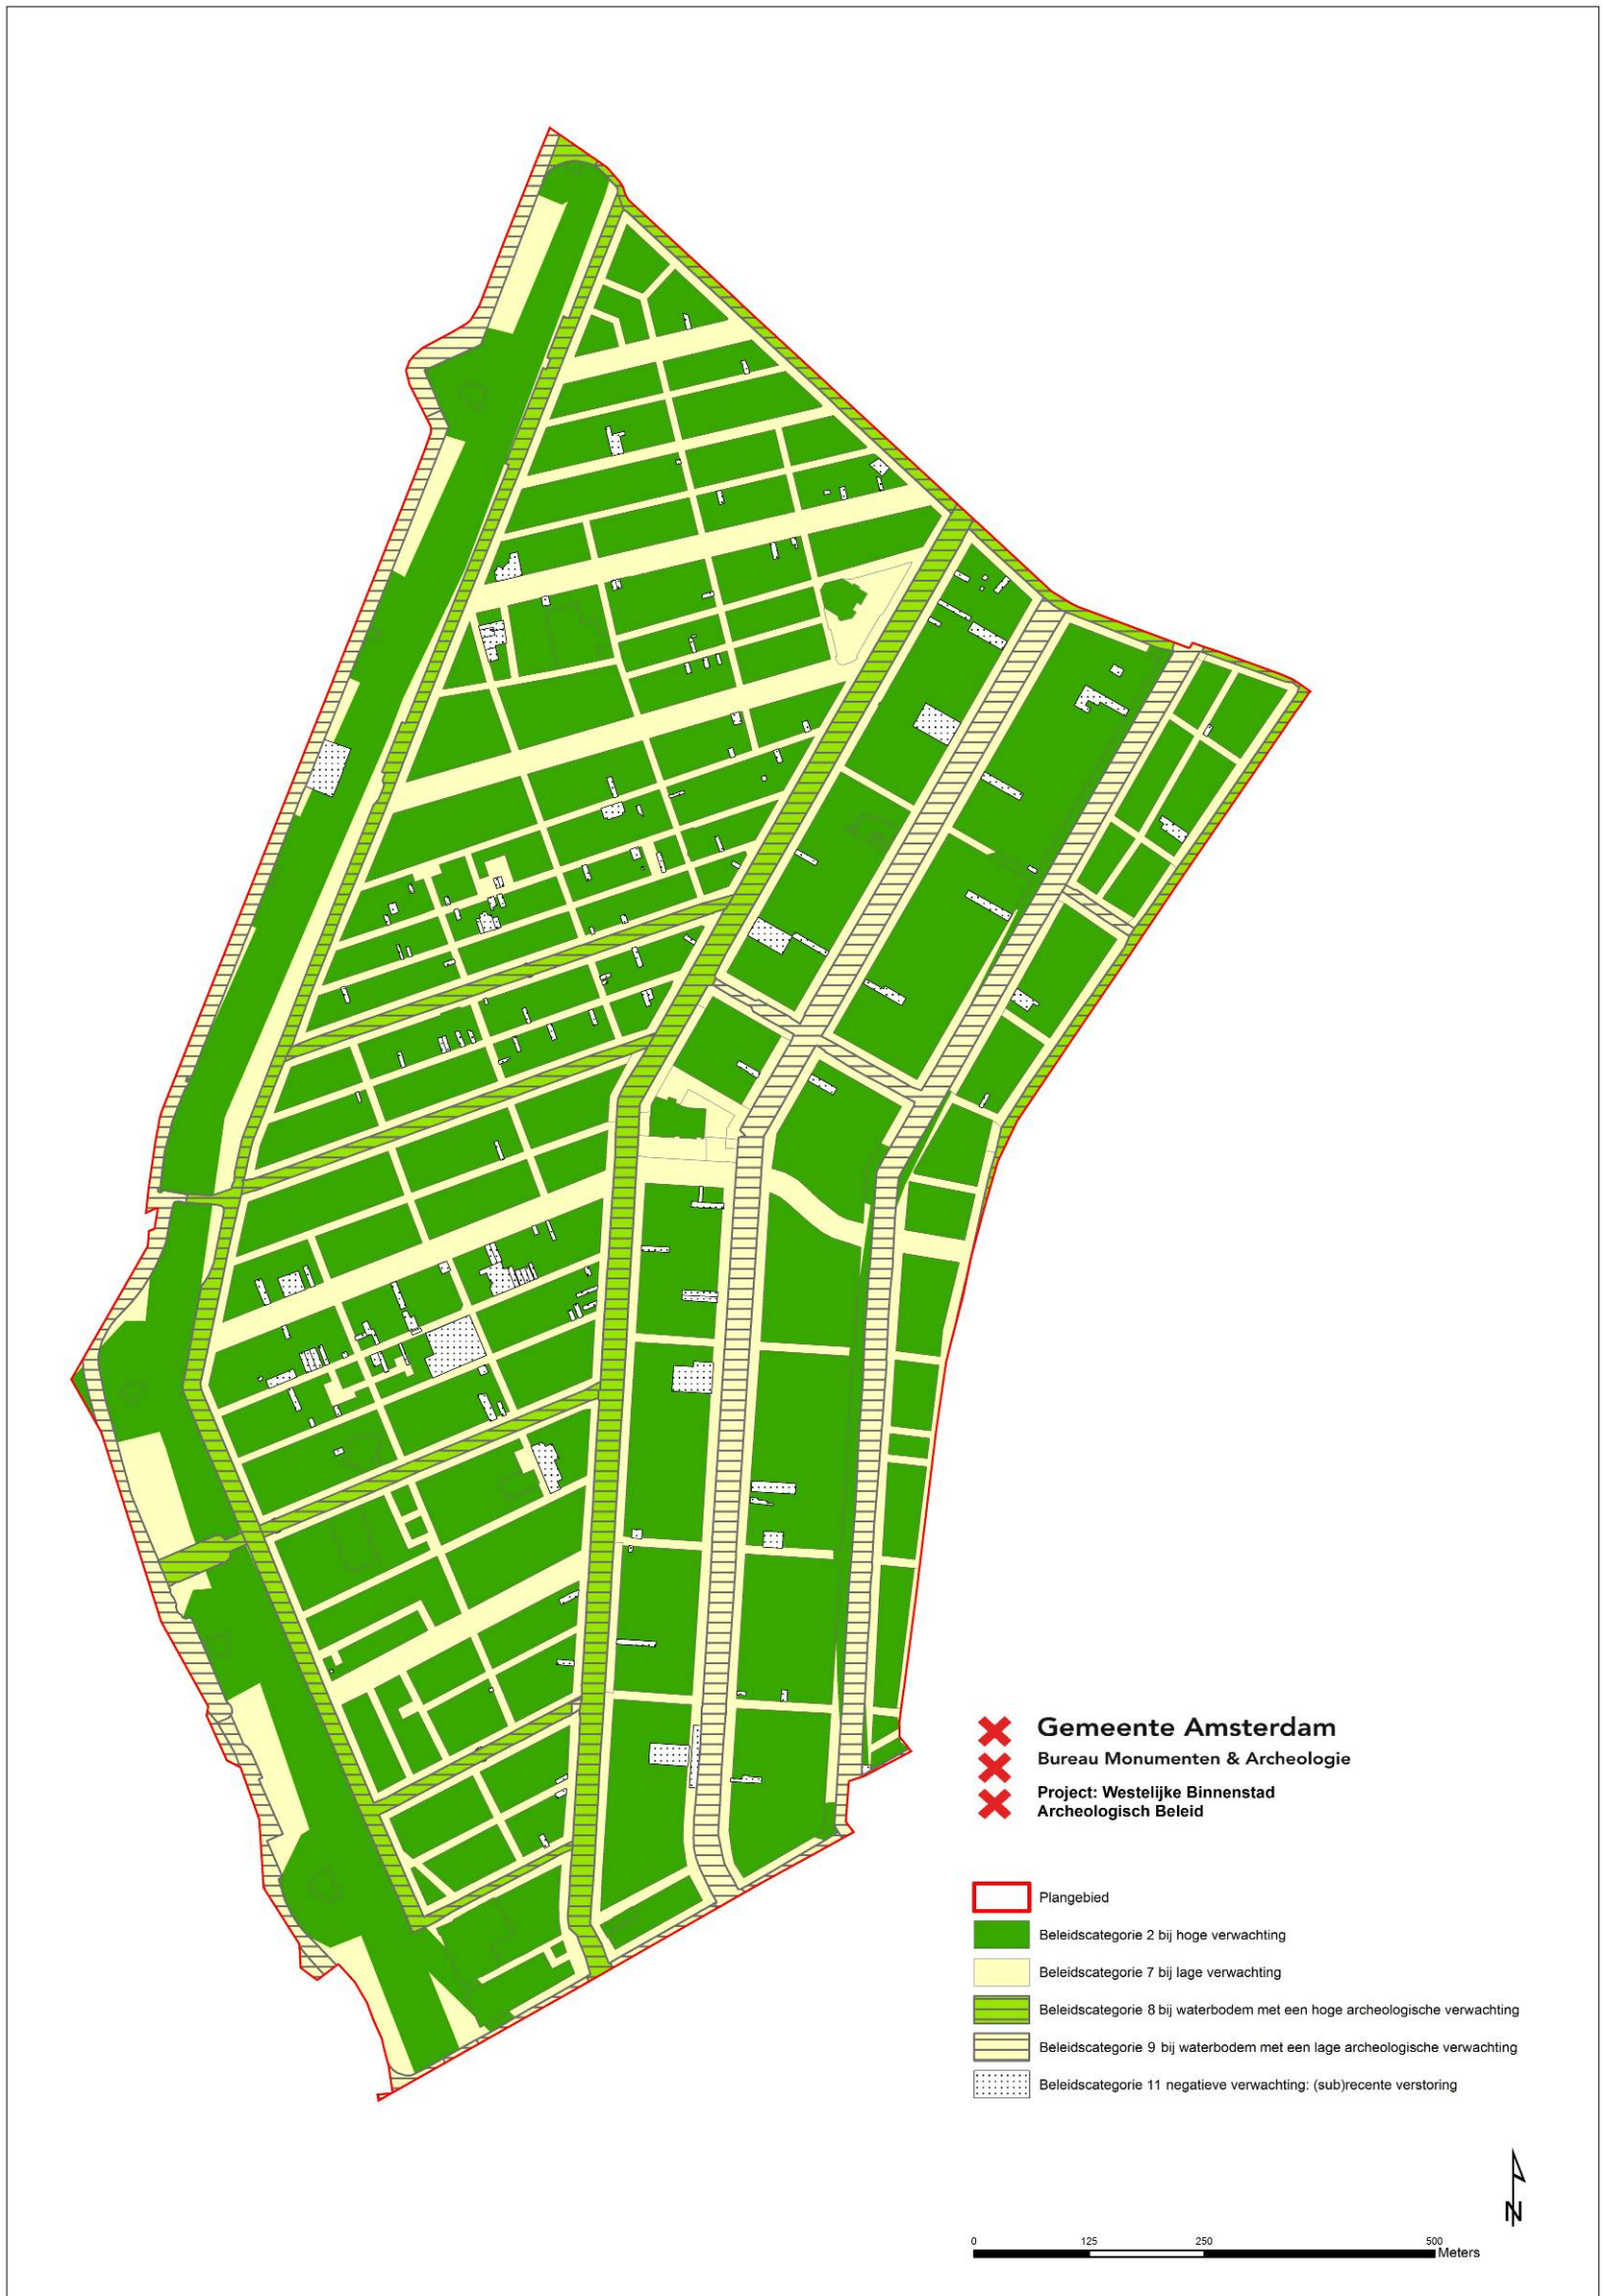 Gemeente Amsterdam
Bureau Monumenten & Archeologie
Project: Westelijke Binnenstad
Archeologisch Beleid
Plangebied
Beleidscategorie 2 bij hoge verwachting
Beleidscategorie 7 bij lage verwachting
Beleidscategorie 8 bij waterbodem met een hoge archeologische verwachting
Beleidscategorie 9 bij waterbodem met een lage archeologische verwachting
Beleidscategorie 11 negatieve verwachting: (sub)recente verstoring
N
0 125 250 500
Meters